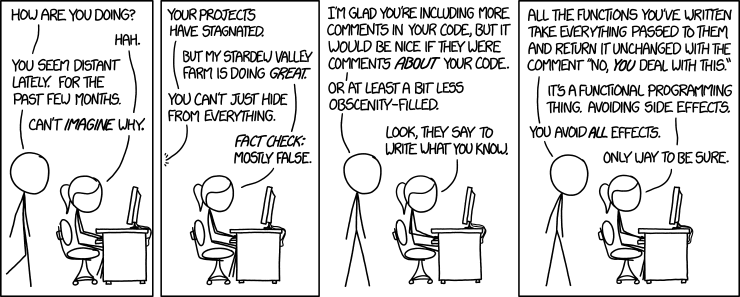 HOW ARE YOU DOING?
HAH.
YOU SEEM DISTANT
LATELY. FOR THE
PAST FEW MONTHS.
CAN'T IMAGINE WHY.
YOUR PROJECTS
HAVE STAGNATED.
BUT MY STARDEW VALLEY
FARM IS DOING GREAT.
YOU CAN'T JUST HIDE
FROM EVERYTHING.
FACT CHECK:
MOSTLY FALSE.
I'M GLAD YOU'RE INCLUDING MORE
COMMENTS IN YOUR CODE, BUT IT
WOULD BE NICE IF THEY WERE
COMMENTS ABOUT YOUR CODE.
OR AT LEAST A BIT LESS
OBSCENITY-FILLED.
LOOK, THEY SAY TO
WRITE WHAT YOU KNOW.
ALL THE FUNCTIONS YOU'VE WRITTEN
TAKE EVERYTHING PASSED TO THEM
AND RETURN IT UNCHANGED WITH THE
COMMENT "NO, YOU DEAL WITH THIS."
IT'S A FUNCTIONAL PROGRAMMING
THING. AVOIDING SIDE EFFECTS.
YOU AVOID ALL EFFECTS.
ONLY WAY TO BE SURE.